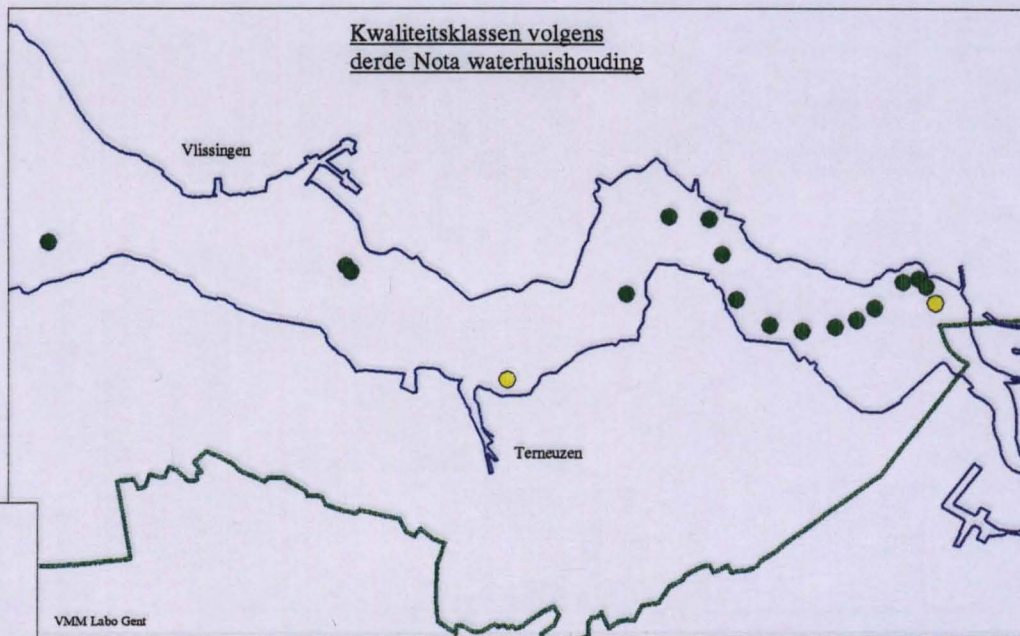 Kwaliteitsklassen volgens
derde Nota waterhuishouding
Vlissingen
Terneuzen
VMM Labo Gent